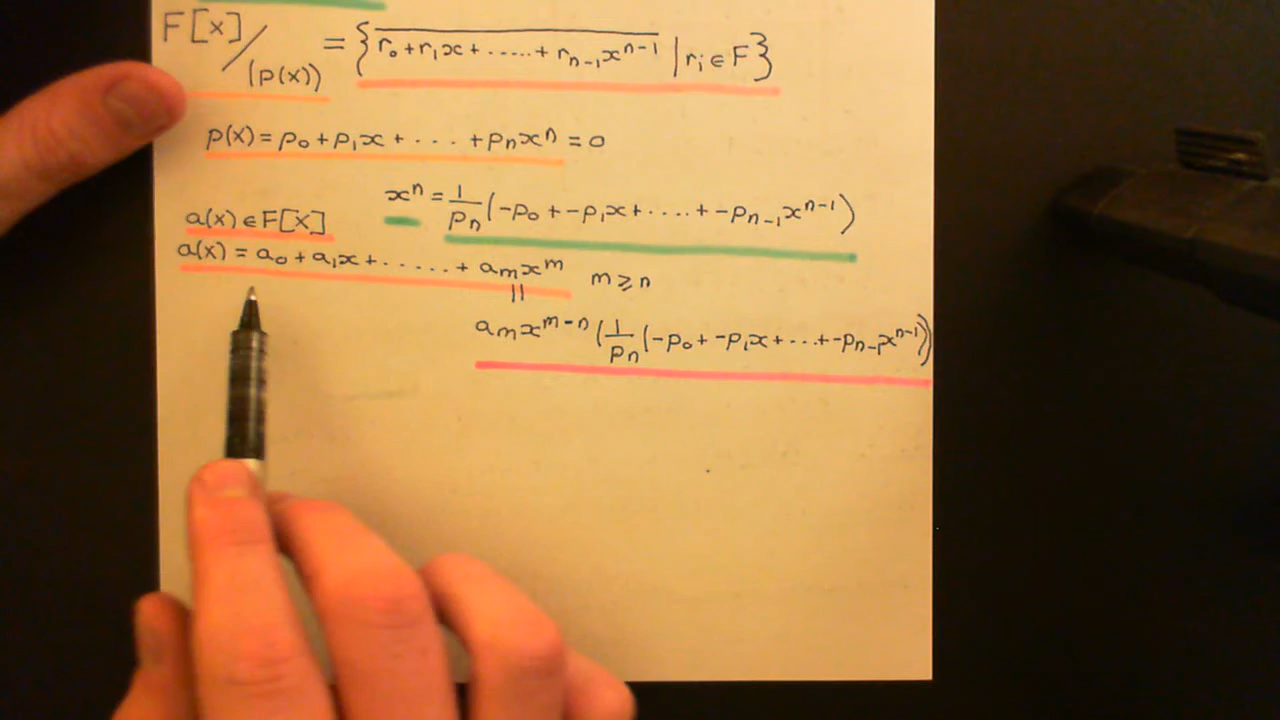 F[x]/(p(x)) = { r₀+r₁x+.....+rₙ₋₁xⁿ⁻¹ | rᵢ ∈ F }
p(x) = p₀+p₁x+....+pₙxⁿ = 0
xⁿ = 1/pₙ (-p₀+-p₁x+....+-pₙ₋₁xⁿ⁻¹)
a(x) ∈ F[x]
a(x) = a₀+a₁x+......+aₘxᵐ m ⩾ n
||
aₘxᵐ⁻ⁿ (1/pₙ (-p₀+-p₁x+...+-pₙ₋₁xⁿ⁻¹))